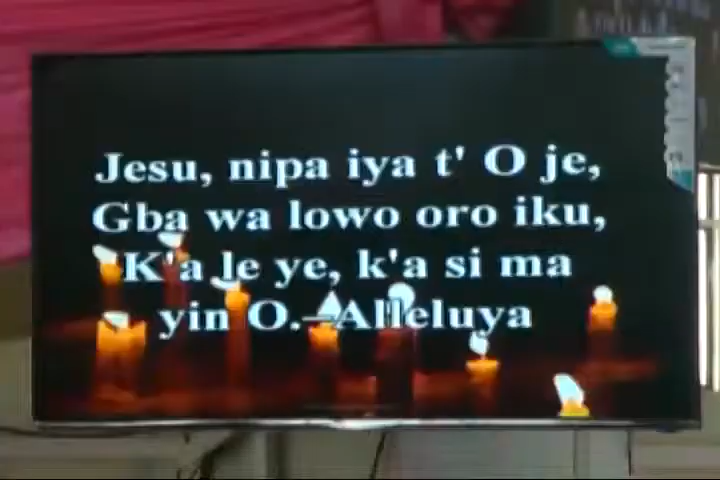 Jesu, nipa iya t' O je,
Gba wa lowo oro iku,
K'a le ye, k'a si ma
yin O.–Alleluya